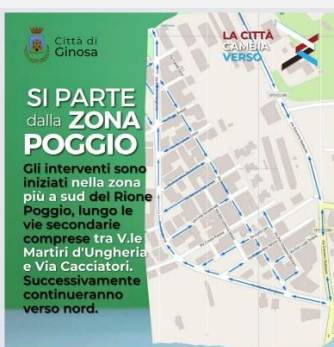 Città di
Ginosa
LA CITTÀ
CAMBIA
VERSO
SI PARTE
dalla ZONA
POGGIO
Gli interventi sono
iniziati nella zona
più a sud del Rione
Poggio, lungo le
vie secondarie
comprese tra V.le
Martiri d'Ungheria
e Via Cacciatori.
Successivamente
continueranno
verso nord.